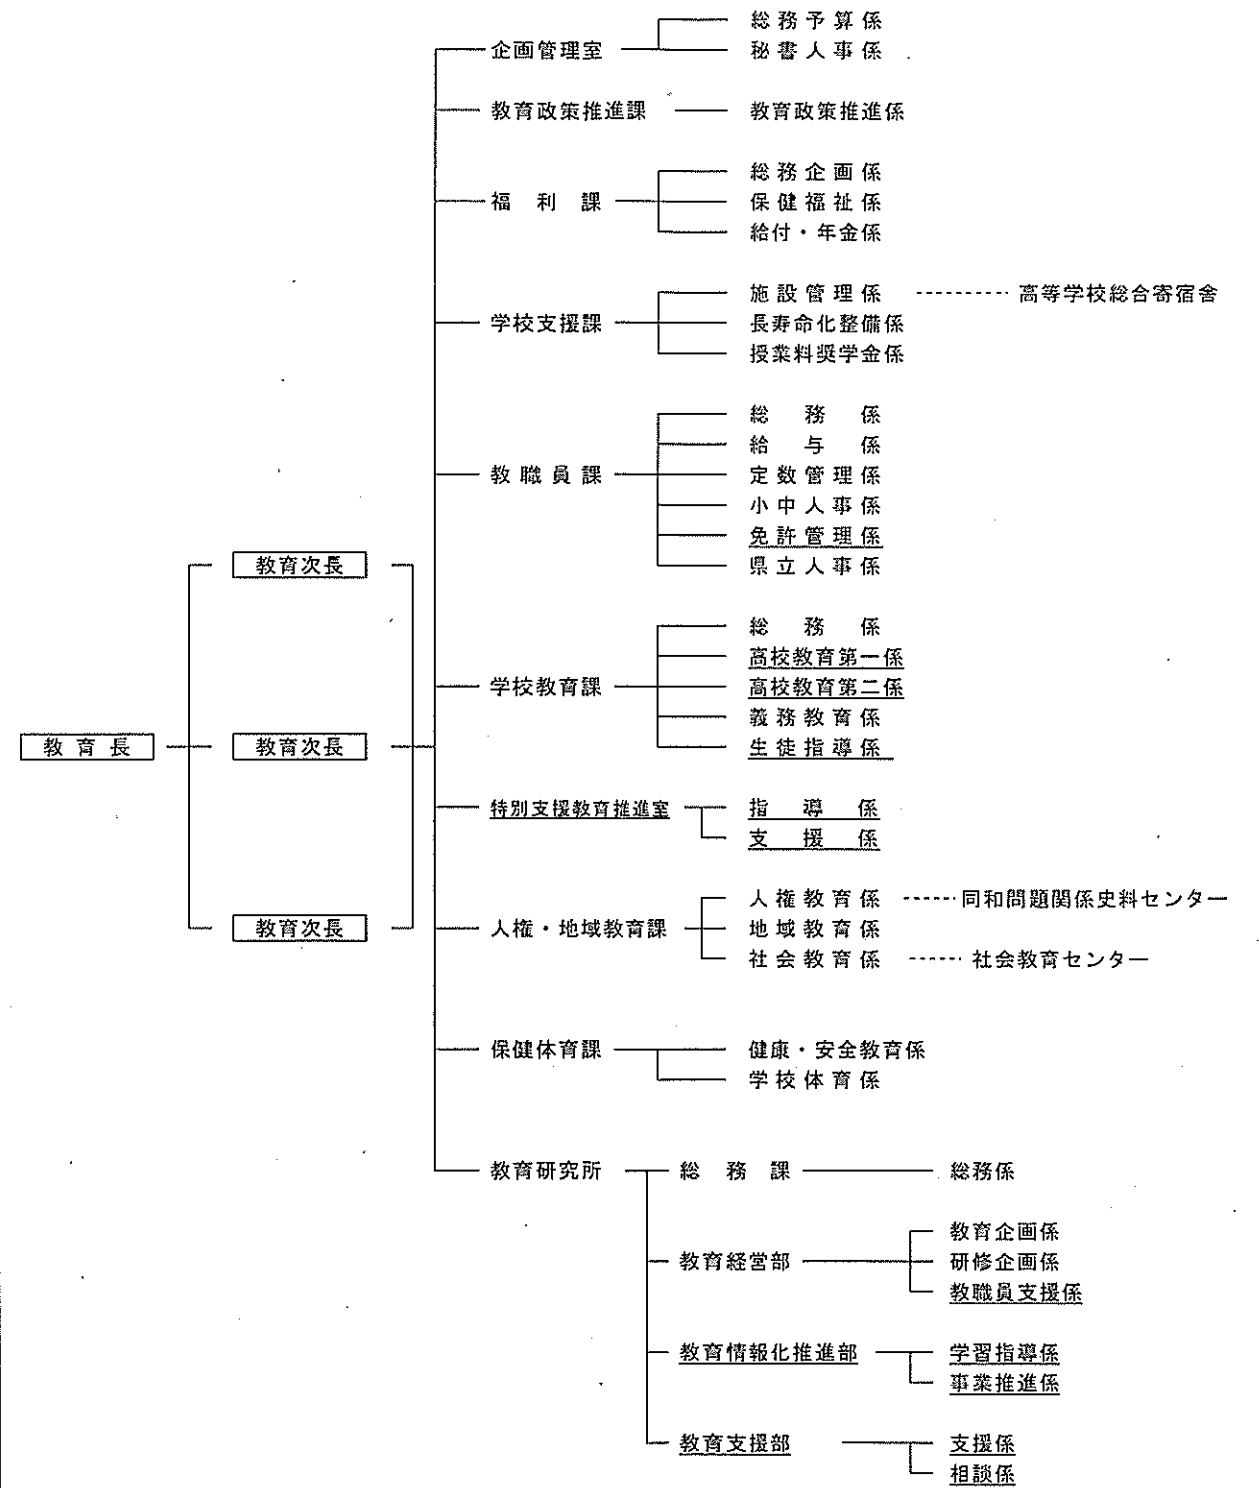 総務予算係
企画管理室
秘書人事係
教育政策推進課 教育政策推進係
総務企画係
福利課 保健福祉係
給付・年金係
施設管理係 高等学校総合寄宿舎
学校支援課 長寿命化整備係
授業料奨学金係
総務係
給与係
教職員課 定数管理係
小中人事係
免許管理係
教育次長 県立人事係
総務係
高校教育第一係
学校教育課 高校教育第二係
義務教育係
教育長 教育次長 生徒指導係
特別支援教育推進室 指導係
支援係
人権教育係 同和問題関係史料センター
教育次長 人権・地域教育課 地域教育係
社会教育係 社会教育センター
保健体育課 健康・安全教育係
学校体育係
教育研究所 総務課 総務係
教育企画係
教育経営部 研修企画係
教職員支援係
教育情報化推進部 学習指導係
事業推進係
教育支援部 支援係
相談係